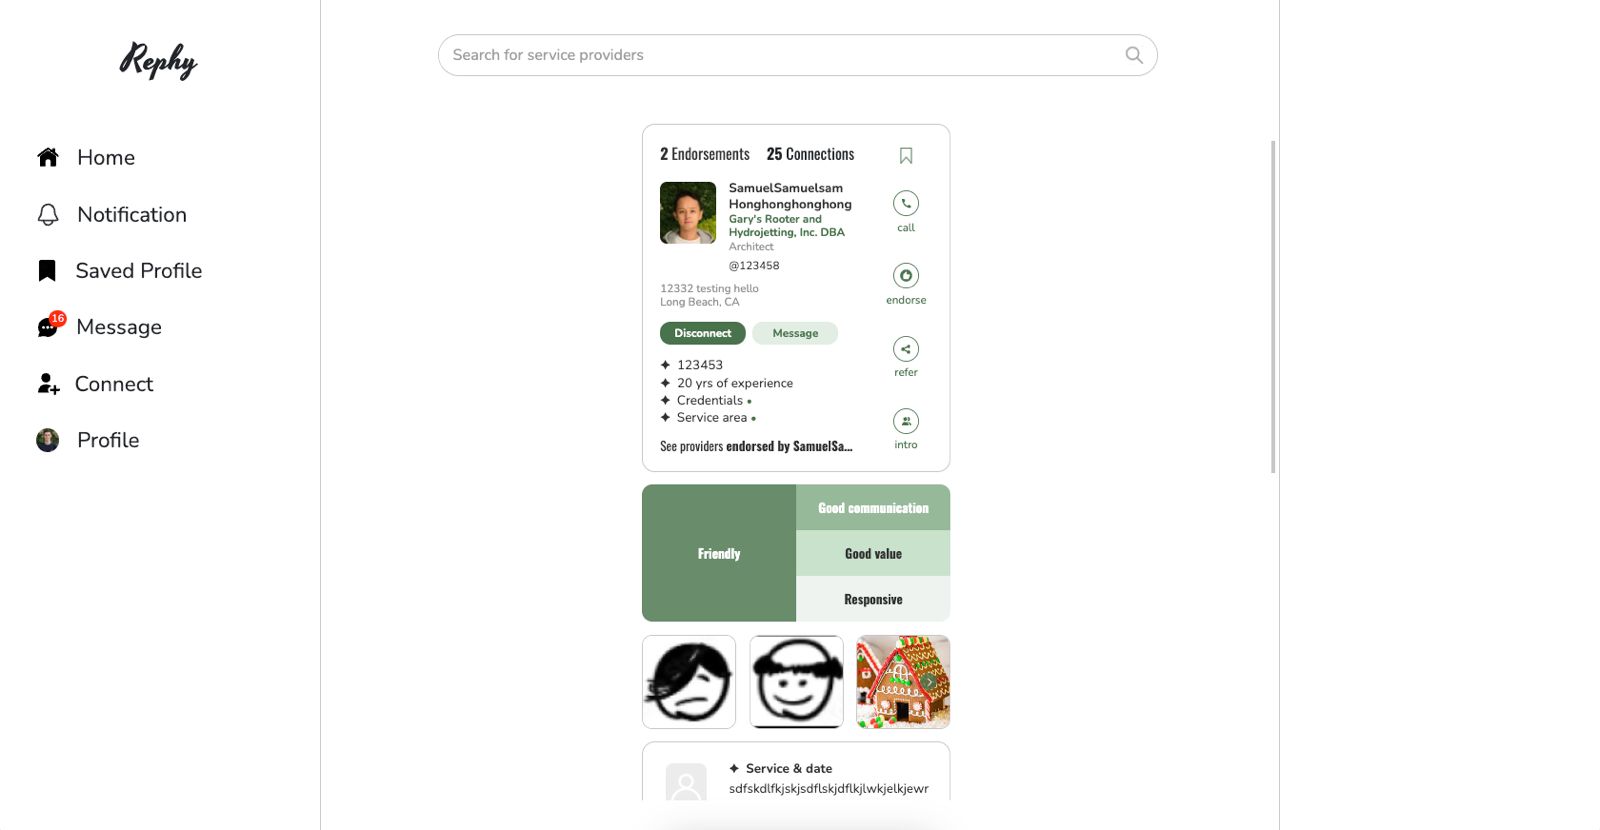 Rephy
Search for service providers
Home
Notification
Saved Profile
16
Message
Connect
Profile
2 Endorsements 25 Connections
SamuelSamuelsam
Honghonghonghong
Gary's Rooter and
Hydrojetting, Inc. DBA
Architect
@123458
12332 testing hello
Long Beach, CA
Disconnect Message
✦ 123453
✦ 20 yrs of experience
✦ Credentials •
✦ Service area •
See providers endorsed by SamuelSa...
call
endorse
refer
intro
Friendly
Good communication
Good value
Responsive
✦ Service & date
sdfskdlfkjskjsdflskjdflkjlwkjelkjewr